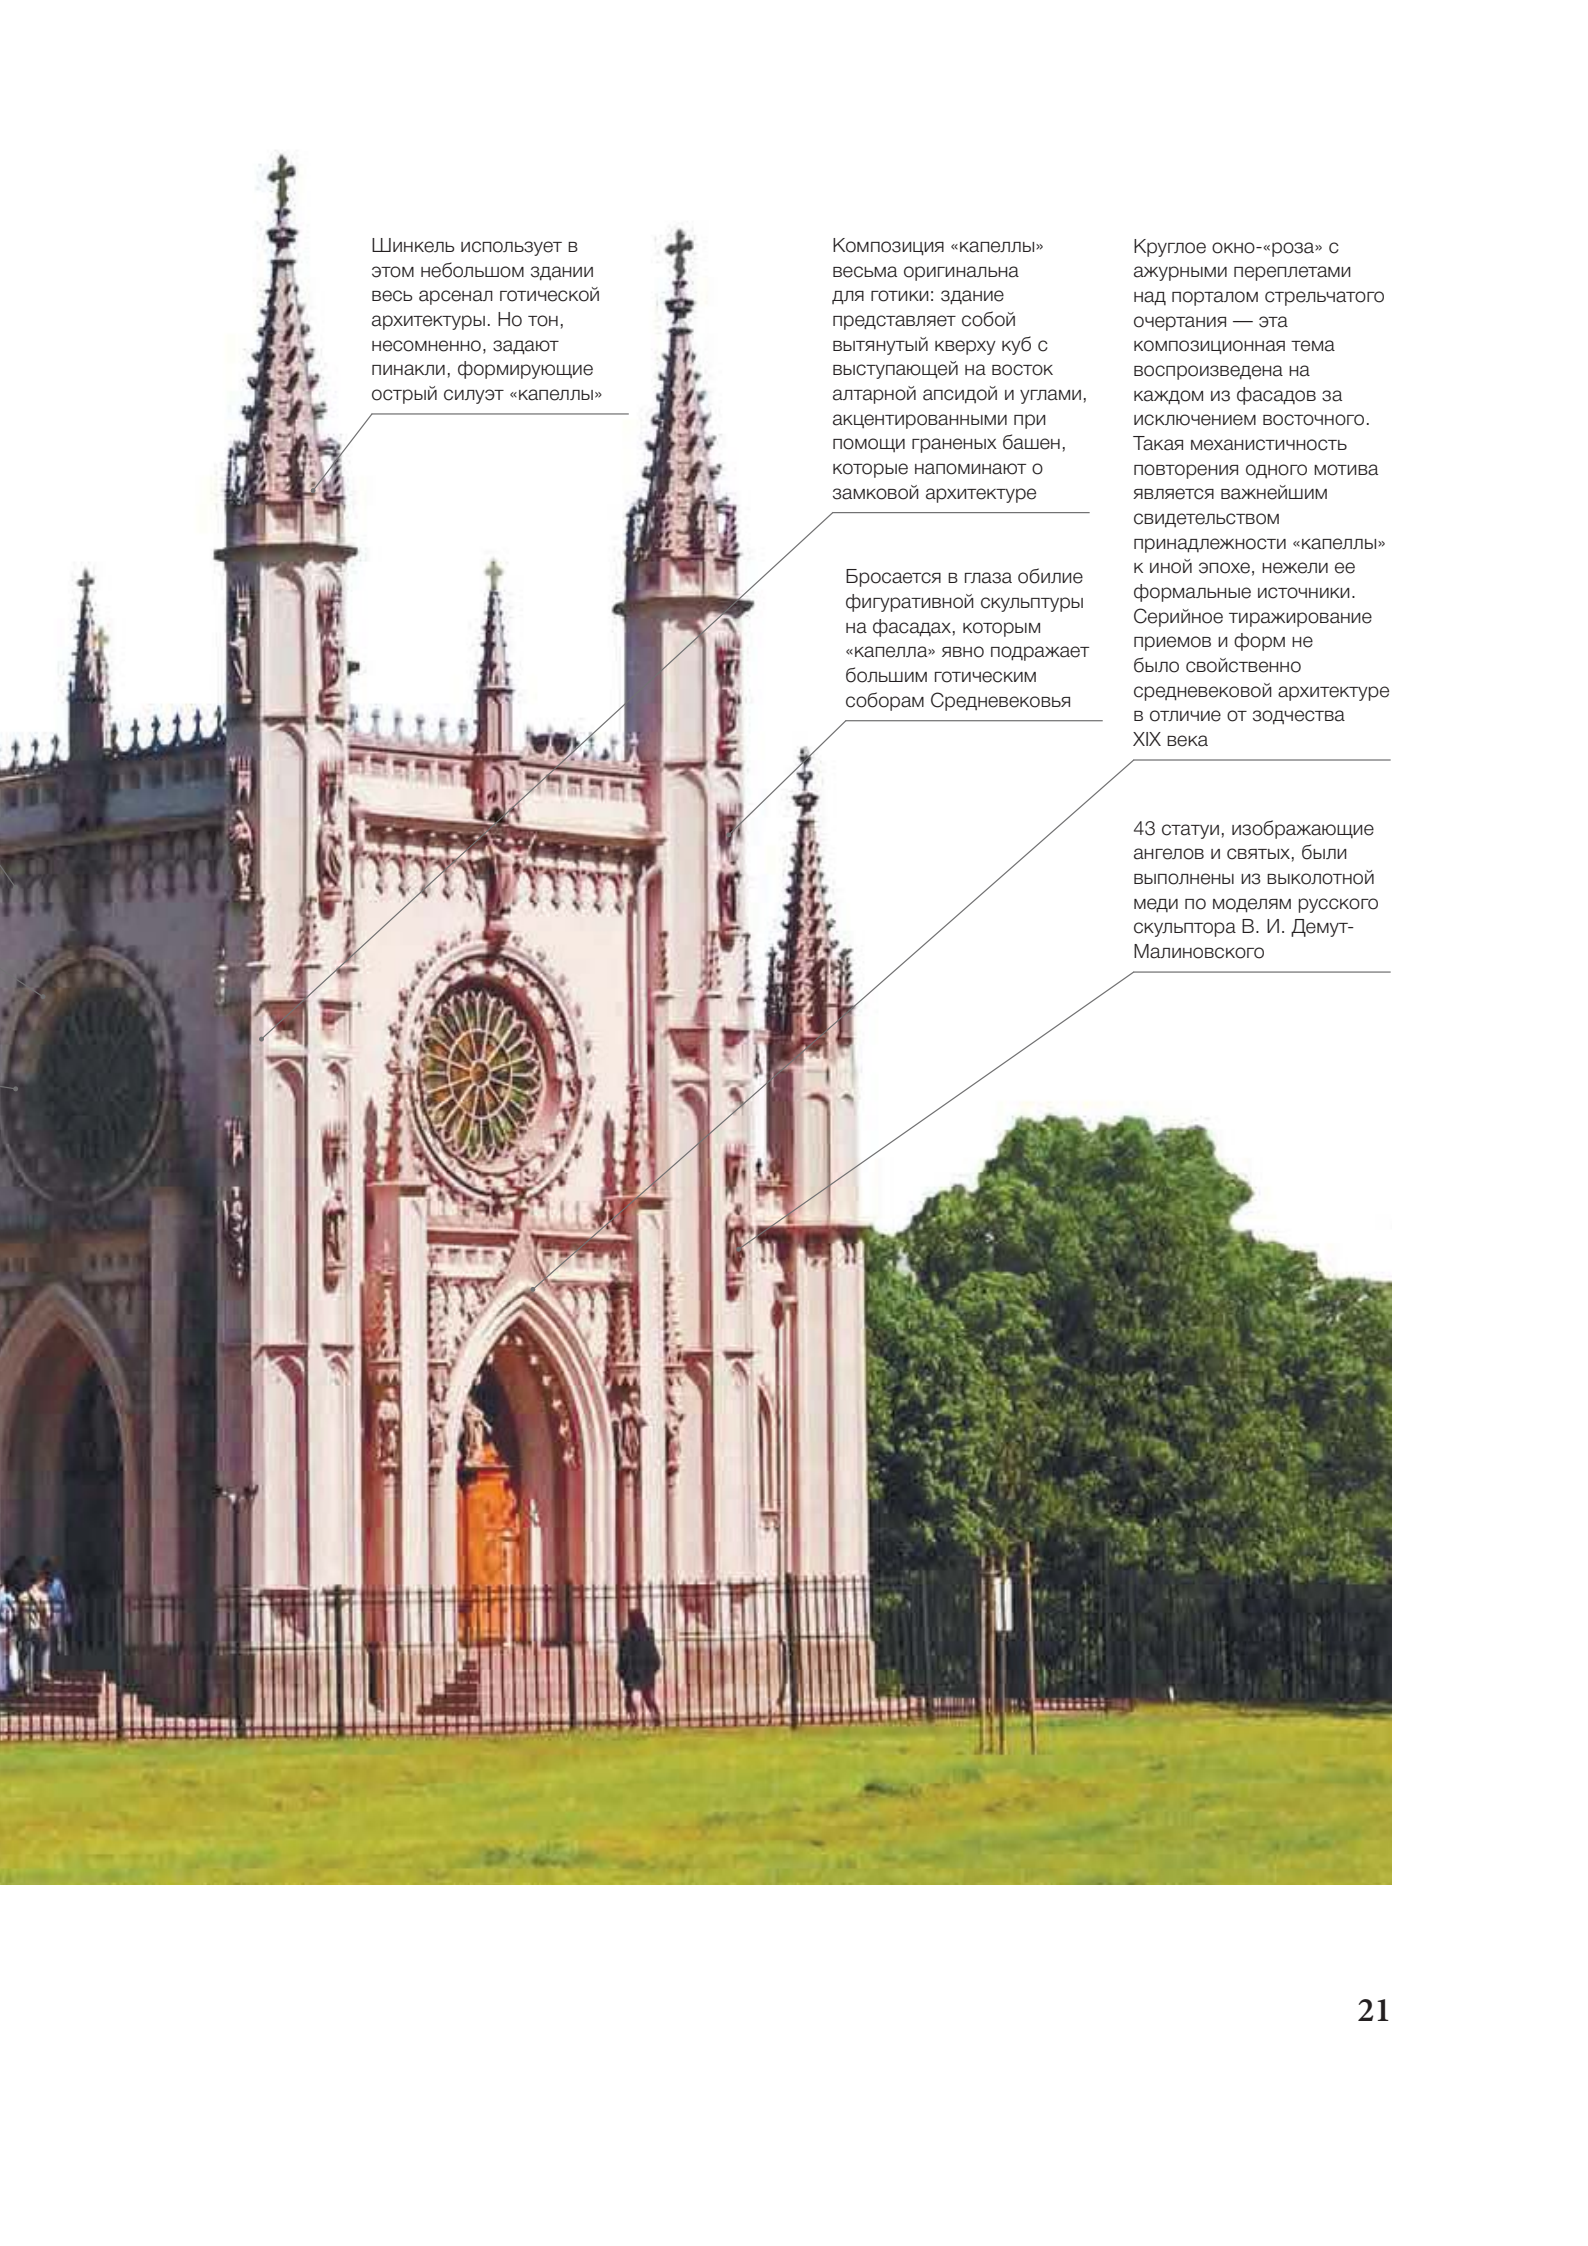 Шинкель использует в
этом небольшом здании
весь арсенал готической
архитектуры. Но тон,
несомненно, задают
пинакли, формирующие
острый силуэт «капеллы»
Композиция «капеллы»
весьма оригинальна
для готики: здание
представляет собой
вытянутый кверху куб с
выступающей на восток
алтарной апсидой и углами,
акцентированными при
помощи граненых башен,
которые напоминают о
замковой архитектуре
Бросается в глаза обилие
фигуративной скульптуры
на фасадах, которым
«капелла» явно подражает
большим готическим
соборам Средневековья
Круглое окно-«роза» с
ажурными переплетами
над порталом стрельчатого
очертания — эта
композиционная тема
воспроизведена на
каждом из фасадов за
исключением восточного.
Такая механистичность
повторения одного мотива
является важнейшим
свидетельством
принадлежности «капеллы»
к иной эпохе, нежели ее
формальные источники.
Серийное тиражирование
приемов и форм не
было свойственно
средневековой архитектуре
в отличие от зодчества
XIX века
43 статуи, изображающие
ангелов и святых, были
выполнены из выколотной
меди по моделям русского
скульптора В. И. Демут-
Малиновского
21